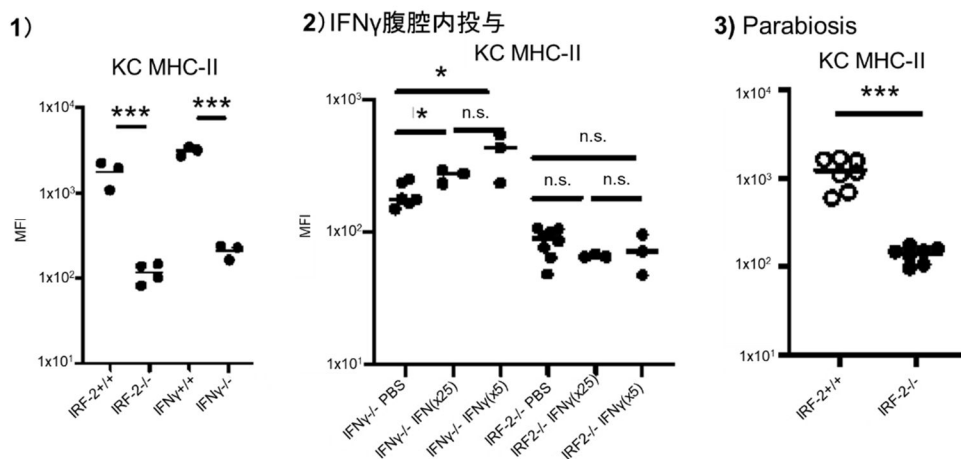 1)
KC MHC-II
1x10⁴
1x10³
1x10²
1x10¹
MFI
***
***
IRF-2+/+
IRF-2-/-
IFNγ+/+
IFNγ-/-
2)IFNγ腹腔内投与
KC MHC-II
1x10³
1x10²
1x10¹
MFI
*
*
n.s.
n.s.
n.s.
n.s.
IFNγ-/- PBS
IFNγ-/- IFN(x25)
IFNγ-/- IFNγ(x5)
IRF-2-/- PBS
IRF2-/- IFNγ(x25)
IRF2-/- IFNγ(x5)
3) Parabiosis
KC MHC-II
***
1x10⁴
1x10³
1x10²
1x10¹
IRF-2+/+
IRF-2-/-